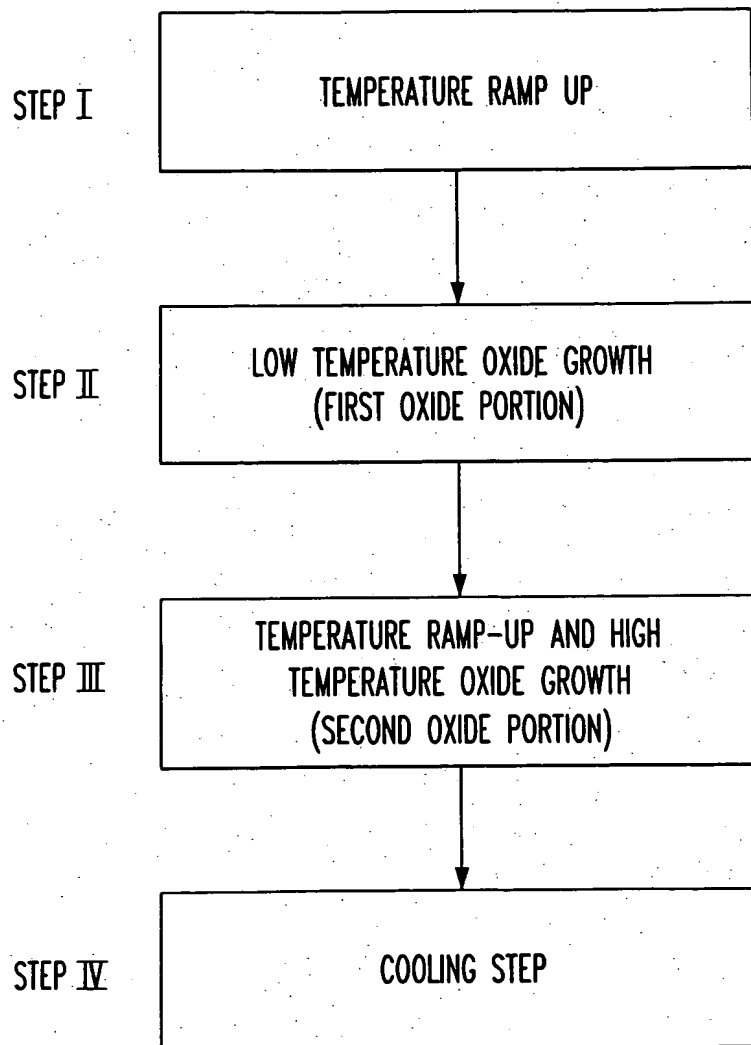 STEP I
TEMPERATURE RAMP UP
STEP II
LOW TEMPERATURE OXIDE GROWTH
(FIRST OXIDE PORTION)
STEP III
TEMPERATURE RAMP-UP AND HIGH
TEMPERATURE OXIDE GROWTH
(SECOND OXIDE PORTION)
STEP IV
COOLING STEP